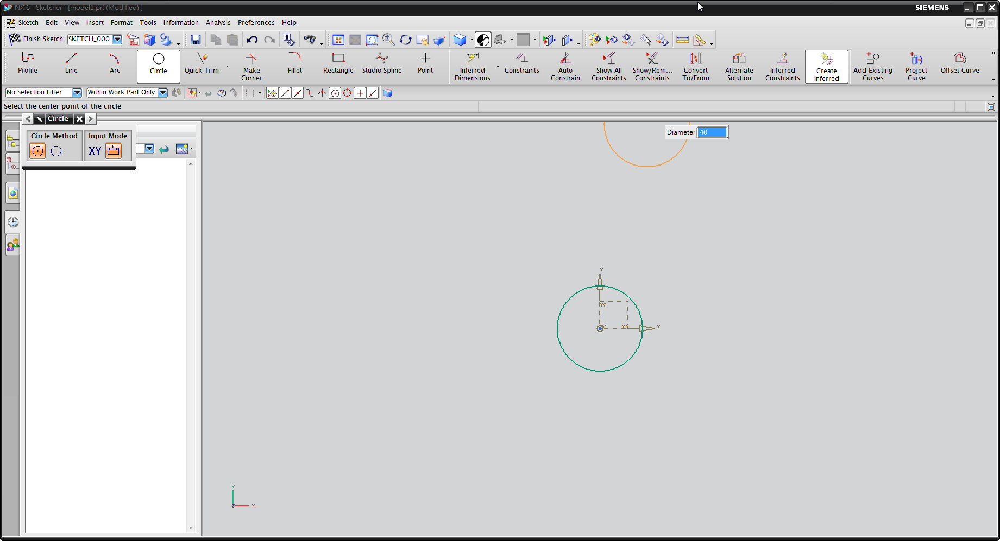 NX 6 - Sketcher - [model1.prt (Modified) ]
SIEMENS
Sketch Edit View Insert Format Tools Information Analysis Preferences Help
Finish Sketch SKETCH_000
Profile Line Arc Circle Quick Trim Make Corner Fillet Rectangle Studio Spline Point Inferred Dimensions Constraints Auto Constrain Show All Constraints Show/Rem... Constraints Convert To/From Alternate Solution Inferred Constraints Create Inferred Add Existing Curves Project Curve Offset Curve
No Selection Filter Within Work Part Only
Select the center point of the circle
Circle
Circle Method Input Mode
XY
Diameter 40
Y
YC
X
Y
Z X